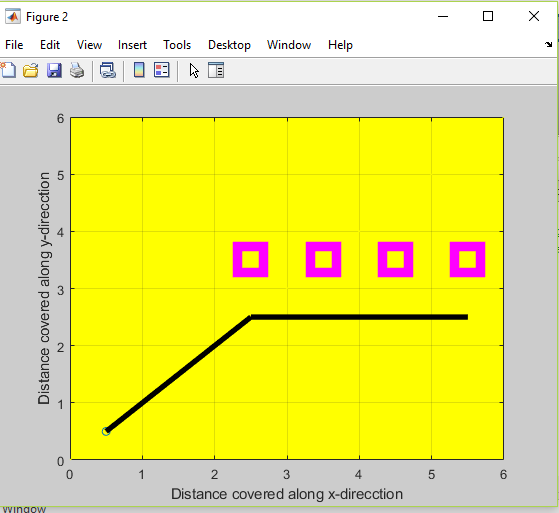 Figure 2
File Edit View Insert Tools Desktop Window Help
6
5
4
3
2
1
0
Distance covered along y-direcction
0 1 2 3 4 5 6
Distance covered along x-direcction
Window